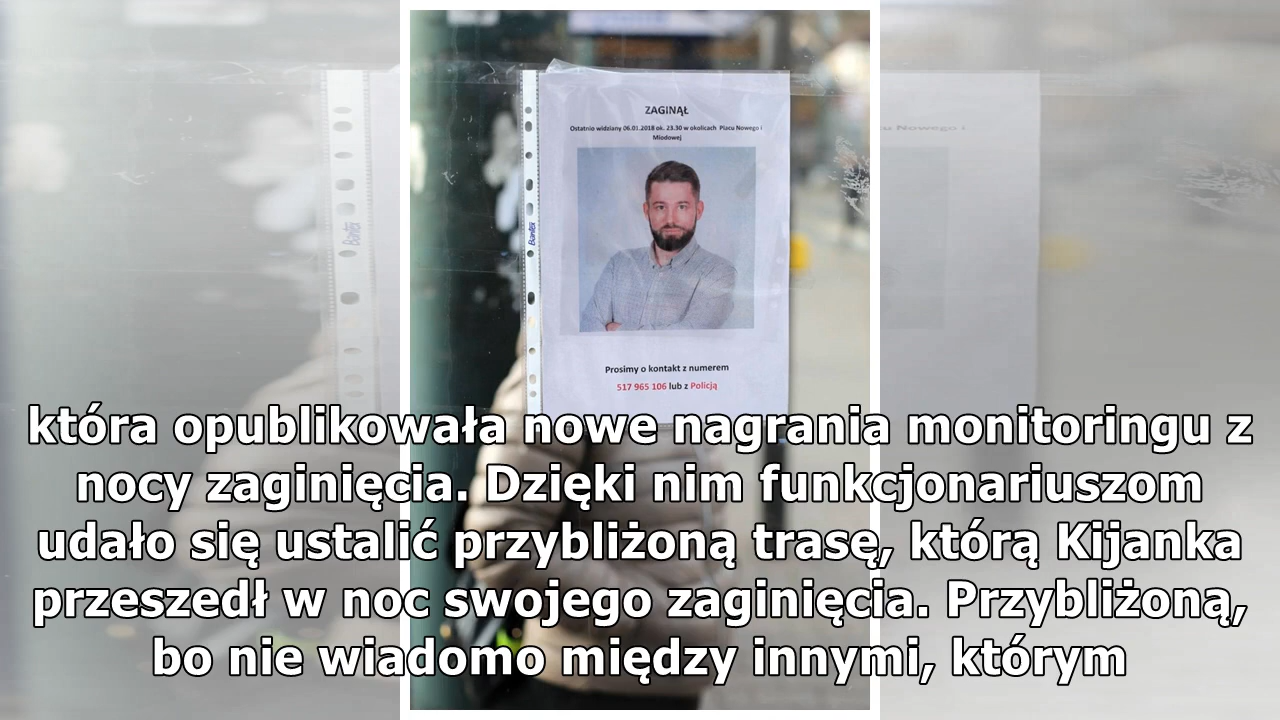 ZAGINĄŁ
Ostatnio widziany 06.01.2018 ok. 23.30 w okolicach Placu Nowego i
Miodowej
Bantex
Prosimy o kontakt z numerem
517 965 106 lub z Policją
która opublikowała nowe nagrania monitoringu z
nocy zaginięcia. Dzięki nim funkcjonariuszom
udało się ustalić przybliżoną trasę, którą Kijanka
przeszedł w noc swojego zaginięcia. Przybliżoną,
bo nie wiadomo między innymi, którym